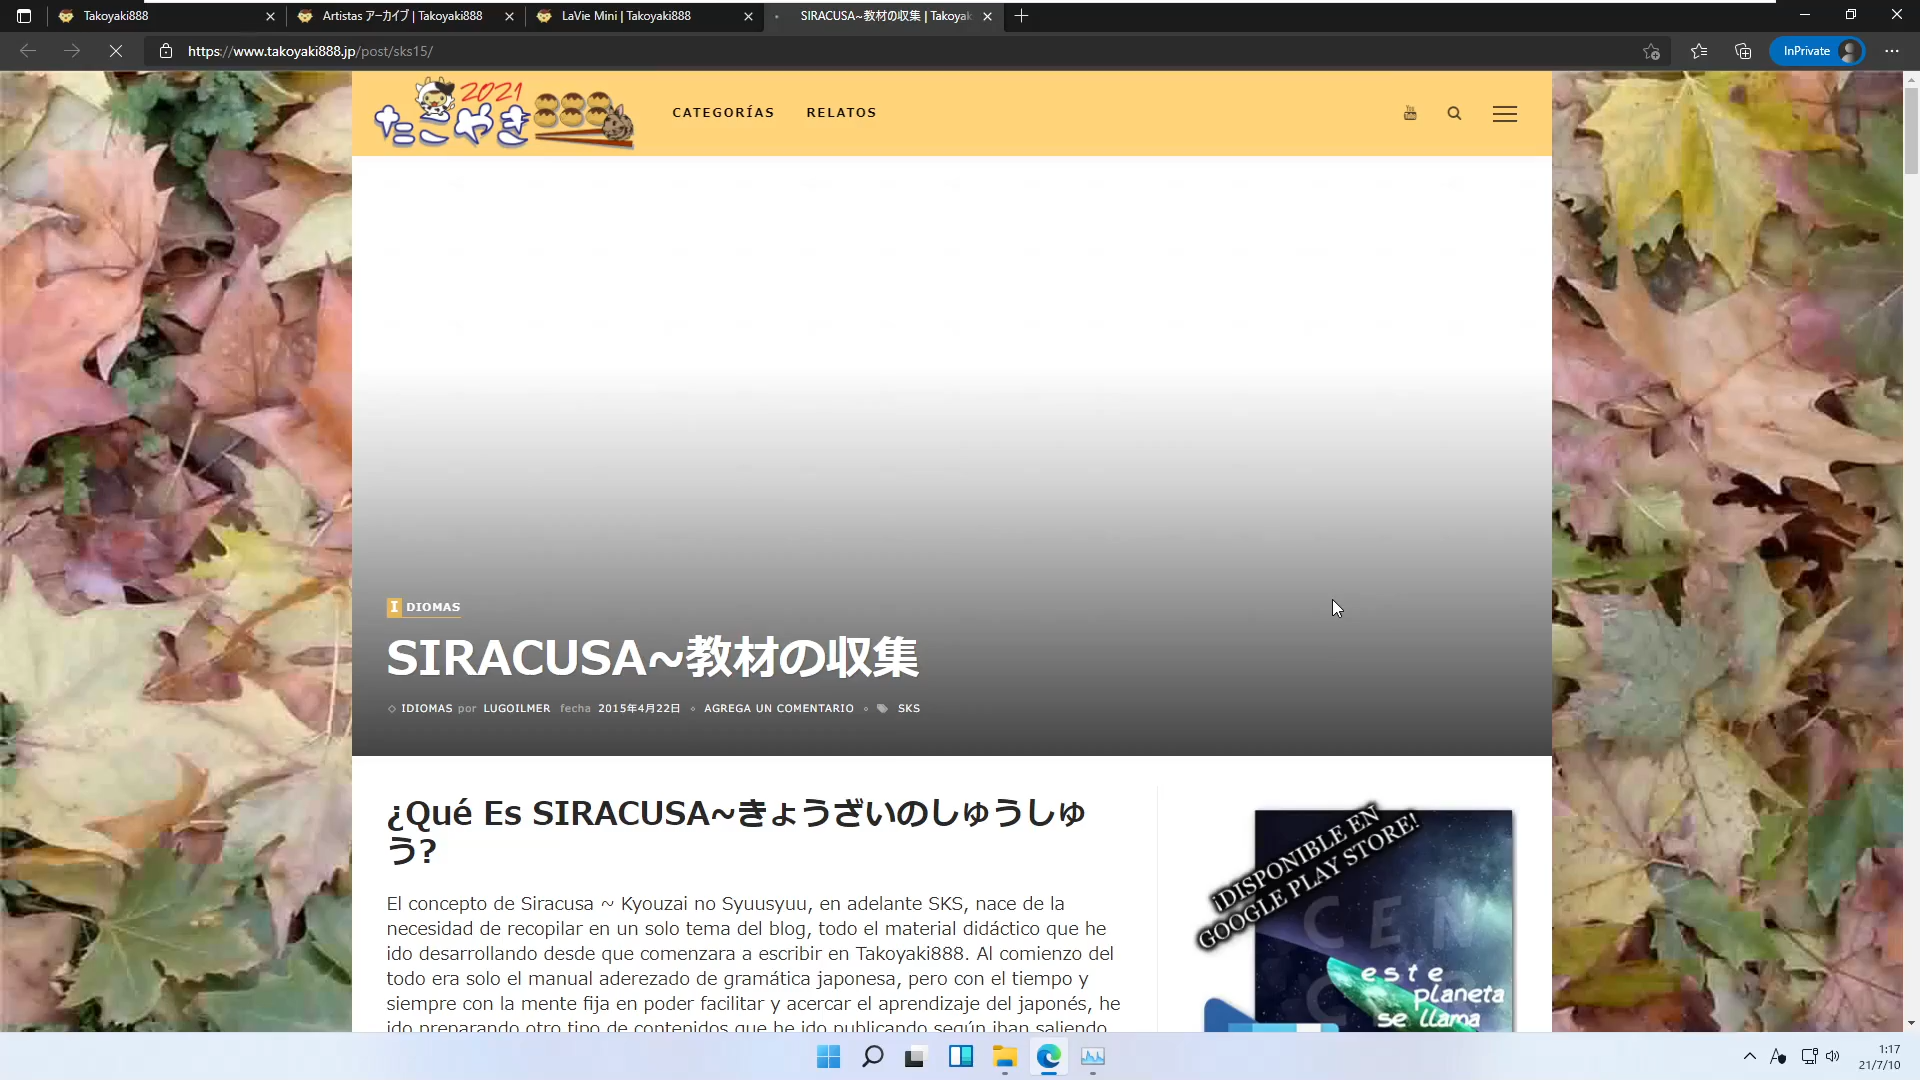 Takoyaki888
Artistas アーカイブ | Takoyaki888
LaVie Mini | Takoyaki888
SIRACUSA~教材の収集 | Takoyak
https://www.takoyaki888.jp/post/sks15/
InPrivate
2021
たこやき888
CATEGORÍAS
RELATOS
You
IDIOMAS
SIRACUSA~教材の収集
IDIOMAS por LUGOILMER fecha 2015年4月22日 AGREGA UN COMENTARIO SKS
¿Qué Es SIRACUSA~きょうざいのしゅうしゅ
う?
El concepto de Siracusa ~ Kyouzai no Syuusyuu, en adelante SKS, nace de la
necesidad de recopilar en un solo tema del blog, todo el material didáctico que he
ido desarrollando desde que comenzara a escribir en Takoyaki888. Al comienzo del
todo era solo el manual aderezado de gramática japonesa, pero con el tiempo y
siempre con la mente fija en poder facilitar y acercar el aprendizaje del japonés, he
ido preparando otro tipo de contenidos que he ido publicando según iban saliendo
¡DISPONIBLE EN
GOOGLE PLAY STORE!
CEN
este
planeta
se llama
A
1:17
21/7/10